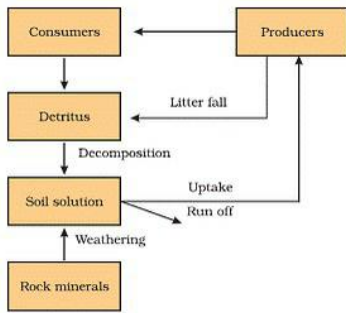 Consumers
Producers
Litter fall
Detritus
Decomposition
Uptake
Soil solution
Run off
Weathering
Rock minerals